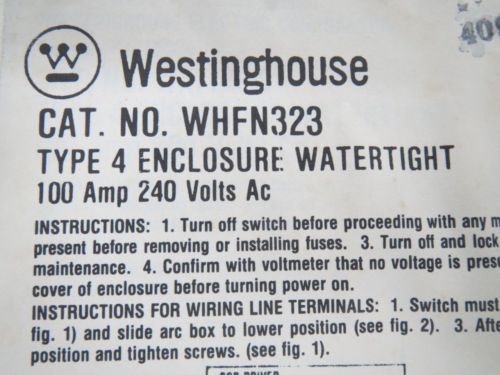 409
Westinghouse
CAT. NO. WHFN323
TYPE 4 ENCLOSURE WATERTIGHT
100 Amp 240 Volts Ac
INSTRUCTIONS: 1. Turn off switch before proceeding with any
present before removing or installing fuses. 3. Turn off and lock
maintenance. 4. Confirm with voltmeter that no voltage is
cover of enclosure before turning power on.
INSTRUCTIONS FOR WIRING LINE TERMINALS: 1. Switch must
fig. 1) and slide arc box to lower position (see fig. 2). 3.
position and tighten screws. (see fig. 1).